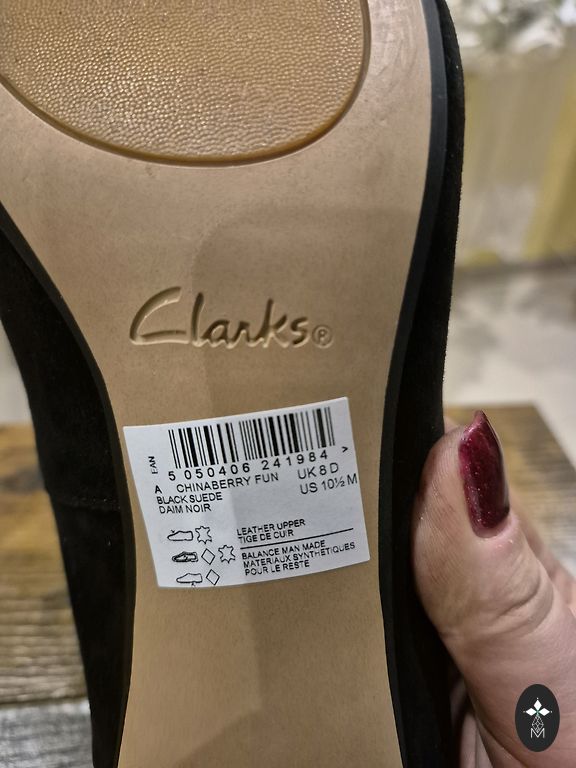 Clarks®
EAN
5 050406 241984 >
A CHINABERRY FUN UK 8 D
BLACK SUEDE US 10½ M
DAIM NOIR
LEATHER UPPER
TIGE DE CUIR
BALANCE MAN MADE
MATERIAUX SYNTHETIQUES
POUR LE RESTE
M